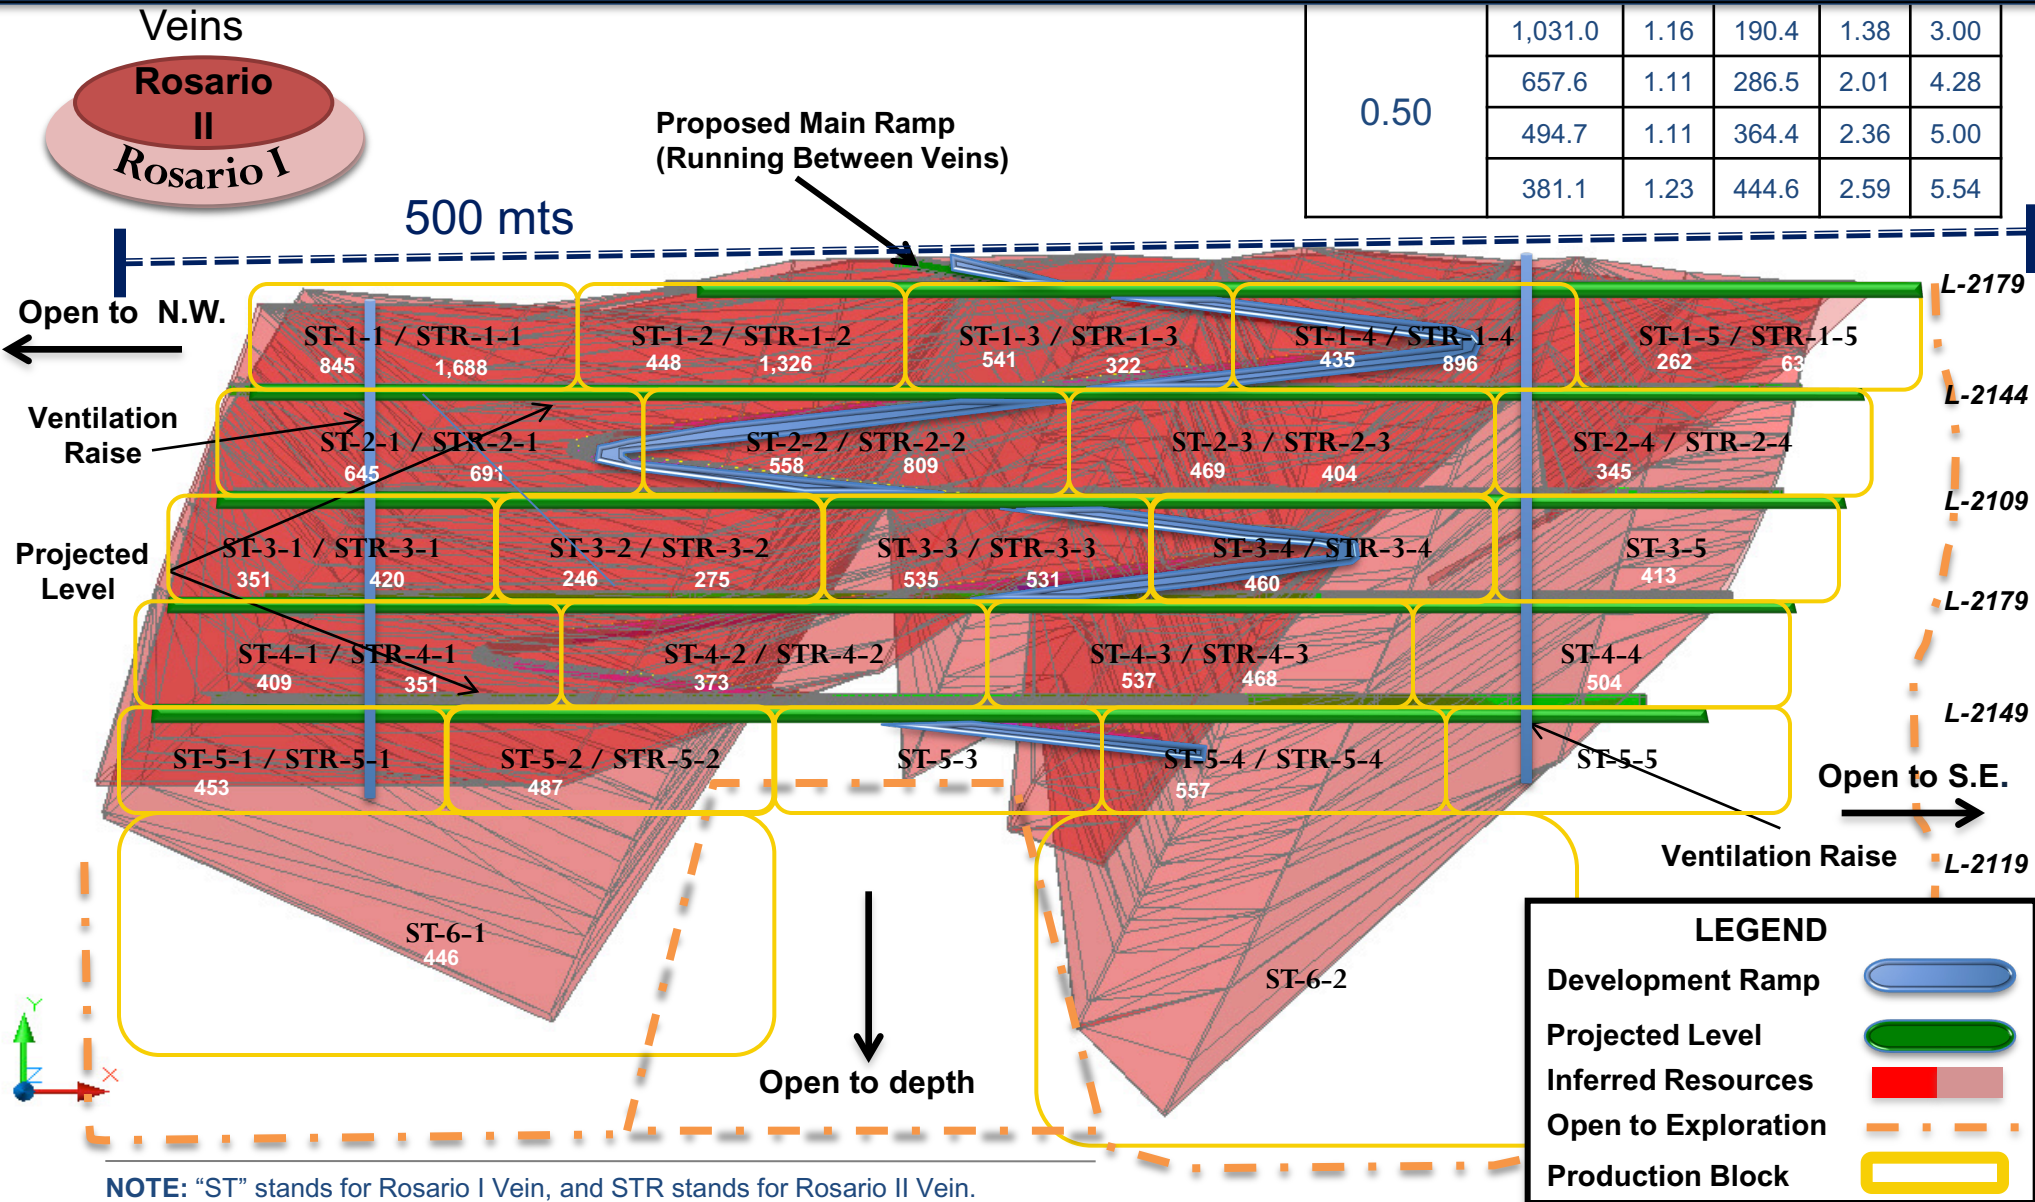 Veins
Rosario
II
Rosario I
1,031.0 1.16 190.4 1.38 3.00
657.6 1.11 286.5 2.01 4.28
0.50
494.7 1.11 364.4 2.36 5.00
381.1 1.23 444.6 2.59 5.54
Proposed Main Ramp
(Running Between Veins)
500 mts
Open to N.W.
L-2179
ST-1-1 / STR-1-1
845 1,688
ST-1-2 / STR-1-2
448 1,326
ST-1-3 / STR-1-3
541 322
ST-1-4 / STR-1-4
435 896
ST-1-5 / STR-1-5
262 63
L-2144
Ventilation
Raise
ST-2-1 / STR-2-1
645 691
ST-2-2 / STR-2-2
558 809
ST-2-3 / STR-2-3
469 404
ST-2-4 / STR-2-4
345
L-2109
Projected
Level
ST-3-1 / STR-3-1
351 420
ST-3-2 / STR-3-2
246 275
ST-3-3 / STR-3-3
535 531
ST-3-4 / STR-3-4
460
ST-3-5
413
L-2179
ST-4-1 / STR-4-1
409 351
ST-4-2 / STR-4-2
373
ST-4-3 / STR-4-3
537 468
ST-4-4
504
L-2149
ST-5-1 / STR-5-1
453
ST-5-2 / STR-5-2
487
ST-5-3
ST-5-4 / STR-5-4
557
ST-5-5
Open to S.E.
Ventilation Raise
L-2119
ST-6-1
446
ST-6-2
Open to depth
Y
Z
X
LEGEND
Development Ramp
Projected Level
Inferred Resources
Open to Exploration
Production Block
NOTE: “ST” stands for Rosario I Vein, and STR stands for Rosario II Vein.